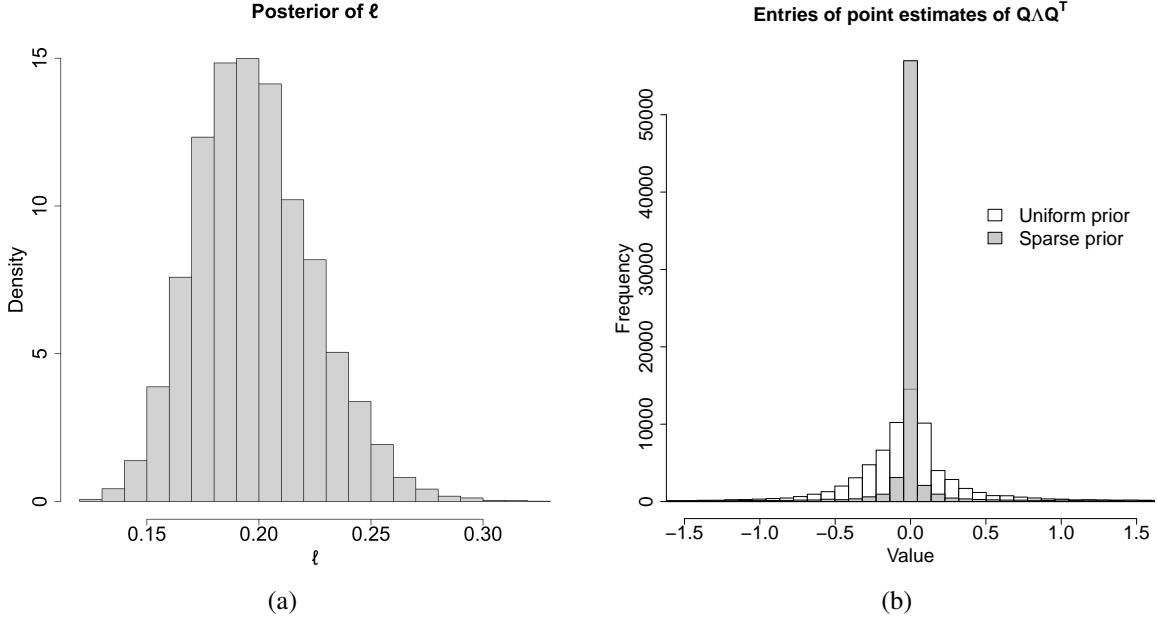 Posterior of ℓ
Density
0
5
10
15
0.15 0.20 0.25 0.30
ℓ
(a)
Entries of point estimates of QΛQᵀ
Frequency
0
10000
20000
30000
40000
50000
Uniform prior
Sparse prior
−1.5 −1.0 −0.5 0.0 0.5 1.0 1.5
Value
(b)